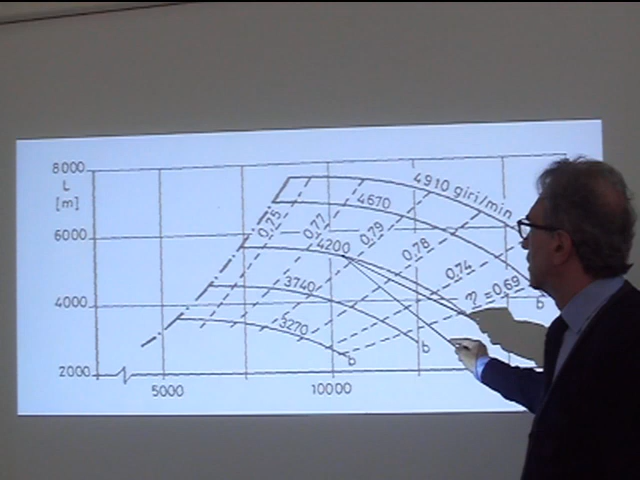 8000
L
[m]
6000
4000
2000
5000
10000
4910 giri/min
4670
4200
3740
3270
0,75
0,77
0,79
0,78
0,74
η = 0,69
b
b
b